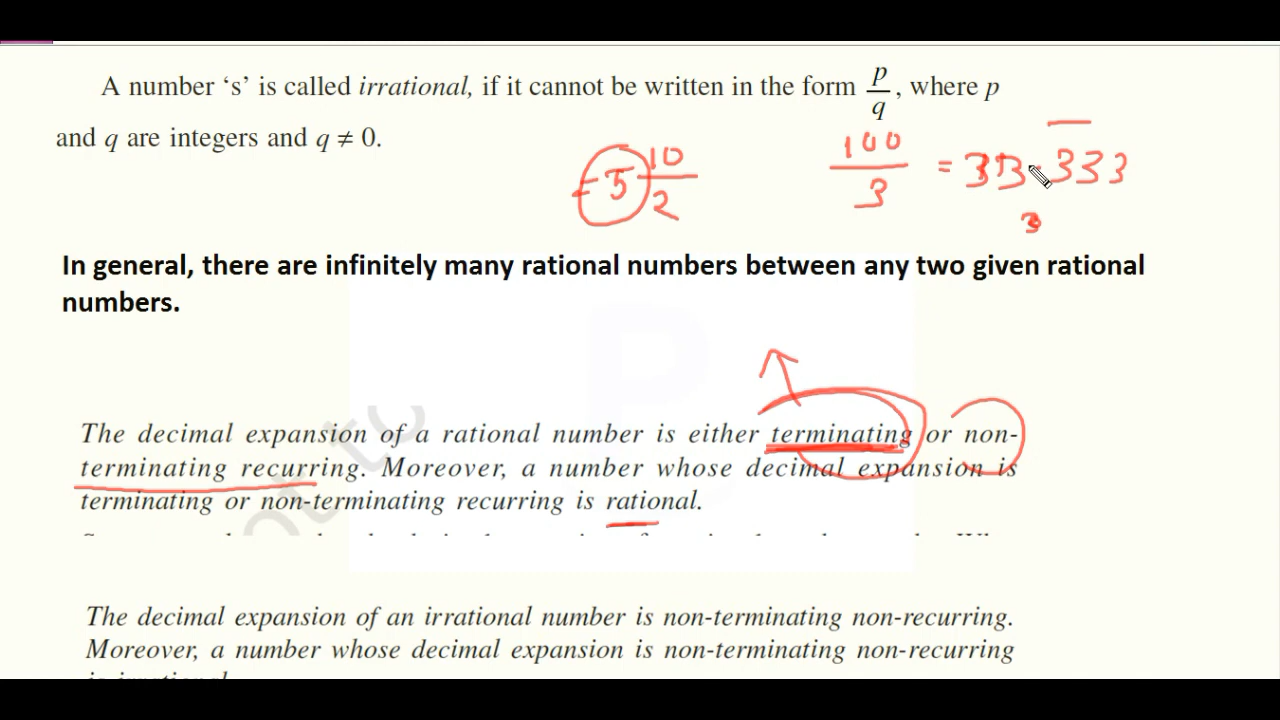 A number ‘s’ is called irrational, if it cannot be written in the form p/q, where p
and q are integers and q ≠ 0.
= 5 10/2
100/3 = 33.333
3
In general, there are infinitely many rational numbers between any two given rational
numbers.
The decimal expansion of a rational number is either terminating or non-
terminating recurring. Moreover, a number whose decimal expansion is
terminating or non-terminating recurring is rational.
The decimal expansion of an irrational number is non-terminating non-recurring.
Moreover, a number whose decimal expansion is non-terminating non-recurring